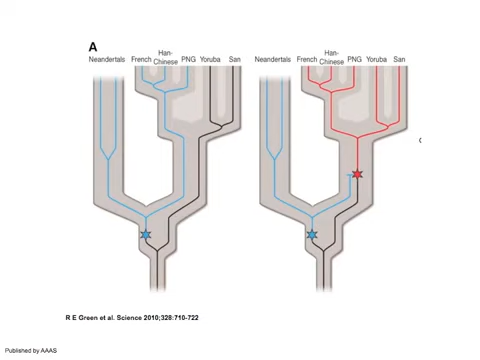 A
Neandertals French Han-Chinese PNG Yoruba San
Neandertals French Han-Chinese PNG Yoruba San
R E Green et al. Science 2010;328:710-722
Published by AAAS